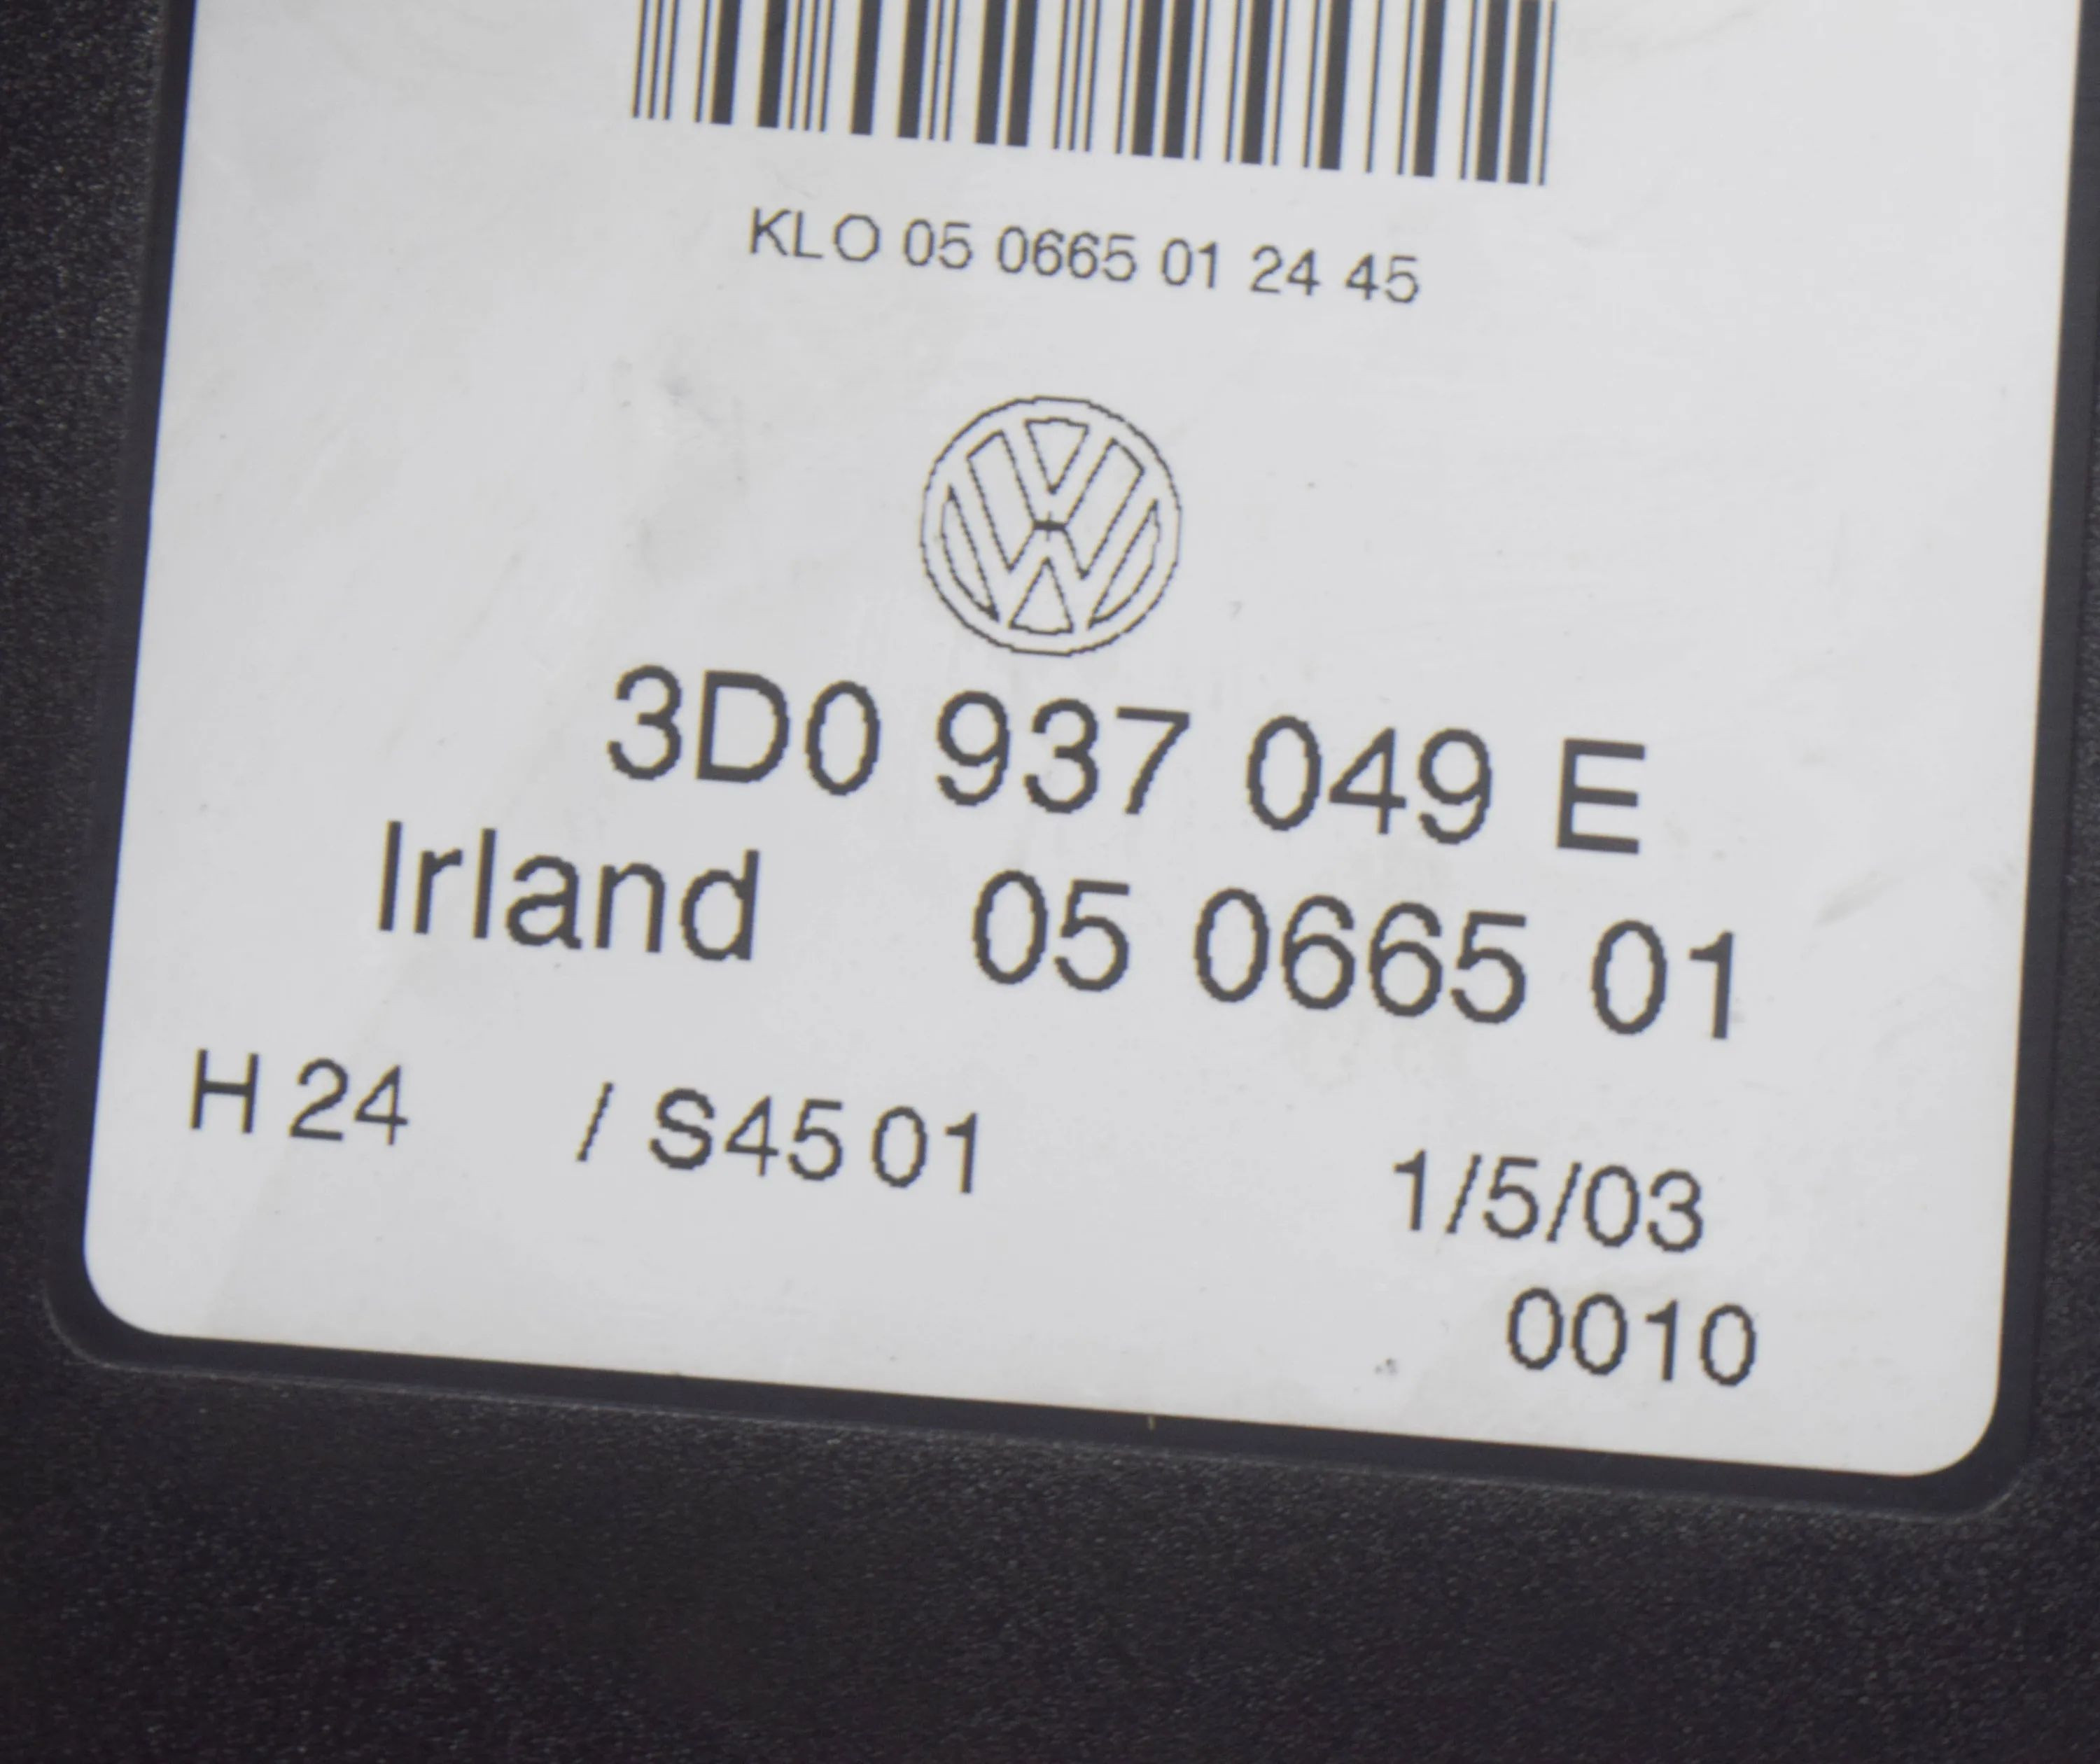 KLO 05 0665 01 24 45
3D0 937 049 E
Irland 05 0665 01
H 24 / S45 01 1/5/03
0010